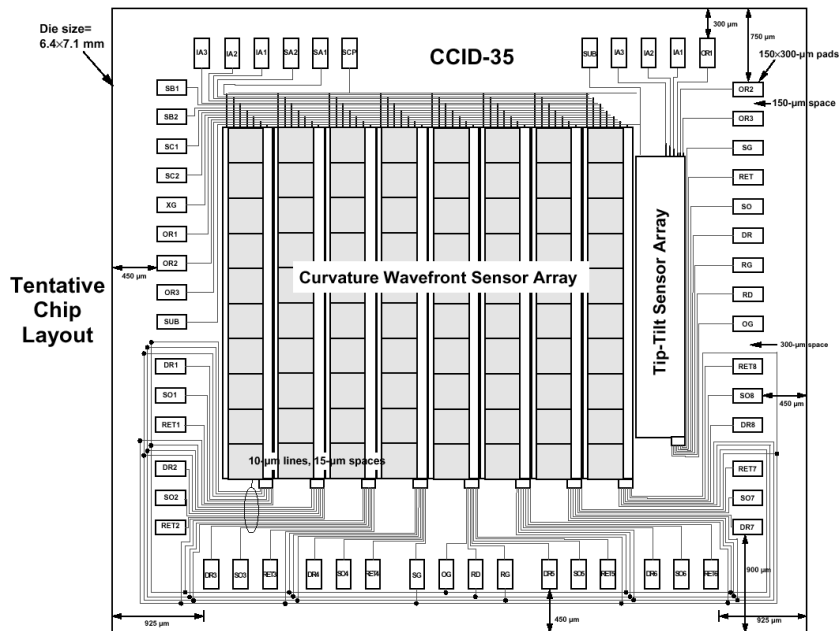 Die size=
6.4×7.1 mm
IA3
IA2
IA1
SA2
SA1
SCP
CCID-35
SUB
IA3
IA2
IA1
OR1
300 µm
750 µm
150×300-µm pads
150-µm space
SB1
SB2
SC1
SC2
XG
OR1
OR2
OR3
SUB
450 µm
Tentative
Chip
Layout
Curvature Wavefront Sensor Array
Tip-Tilt Sensor Array
OR2
OR3
SG
RET
SO
DR
RG
RD
OG
300-µm space
DR1
SO1
RET1
DR2
SO2
RET2
10-µm lines, 15-µm spaces
RET8
SO8
DR8
RET7
SO7
DR7
450 µm
900 µm
DR3
SO3
RET3
DR4
SO4
RET4
SG
OG
RD
RG
DR5
SO5
RET5
DR6
SO6
RET6
925 µm
450 µm
925 µm